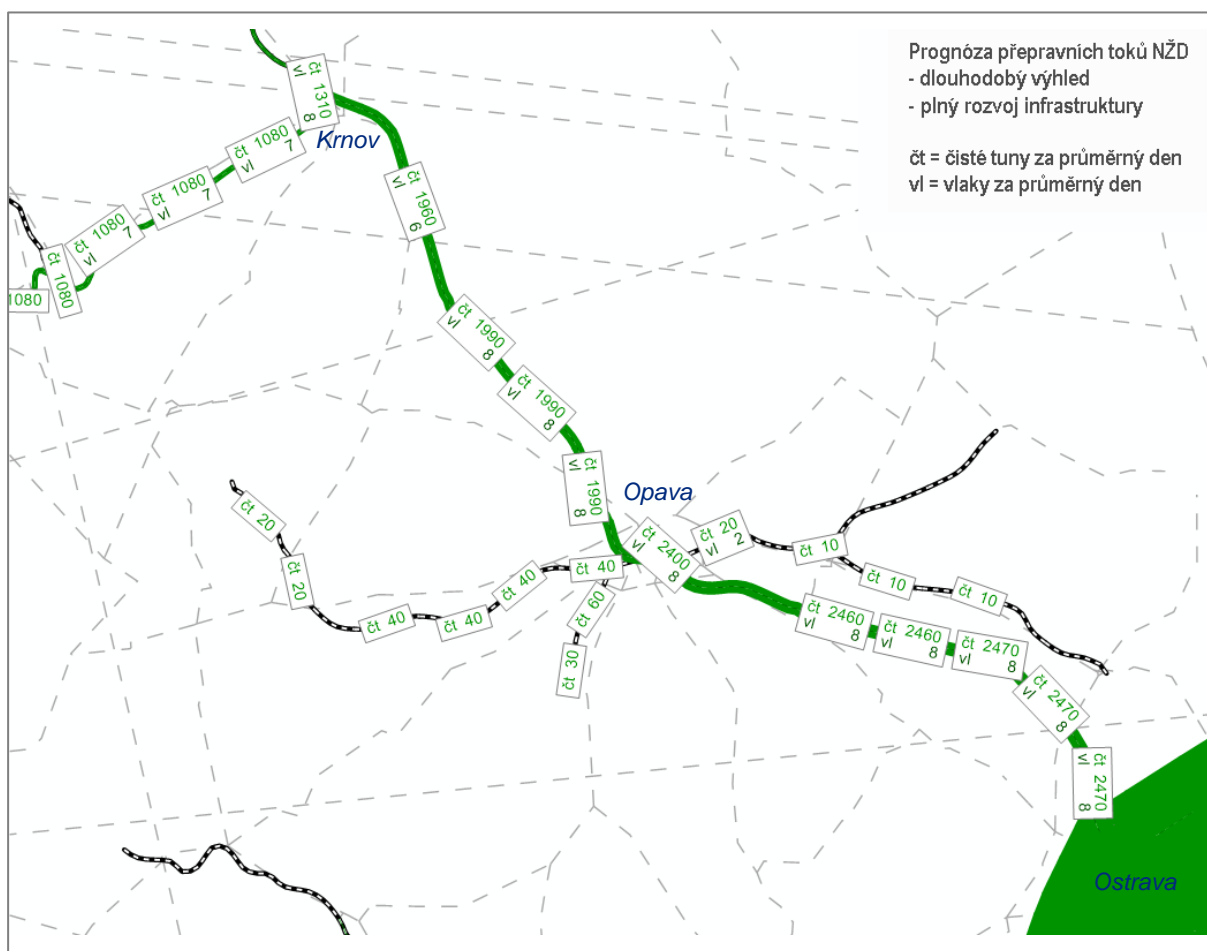 Prognóza přepravních toků NŽD
- dlouhodobý výhled
- plný rozvoj infrastruktury
čt = čisté tuny za průměrný den
vl = vlaky za průměrný den
čt 1310
vl 8
Krnov
čt 1080
vl 7
čt 1080
vl 7
čt 1080
vl 7
čt 1080
1080
čt 1960
vl 6
čt 1990
vl 8
čt 1990
vl 8
čt 1990
vl 8
Opava
čt 2400
vl 8
čt 20
vl 2
čt 10
čt 10
čt 10
čt 20
čt 20
čt 40
čt 40
čt 40
čt 40
čt 60
čt 30
čt 2460
vl 8
čt 2460
vl 8
čt 2470
vl 8
čt 2470
vl 8
čt 2470
vl 8
Ostrava